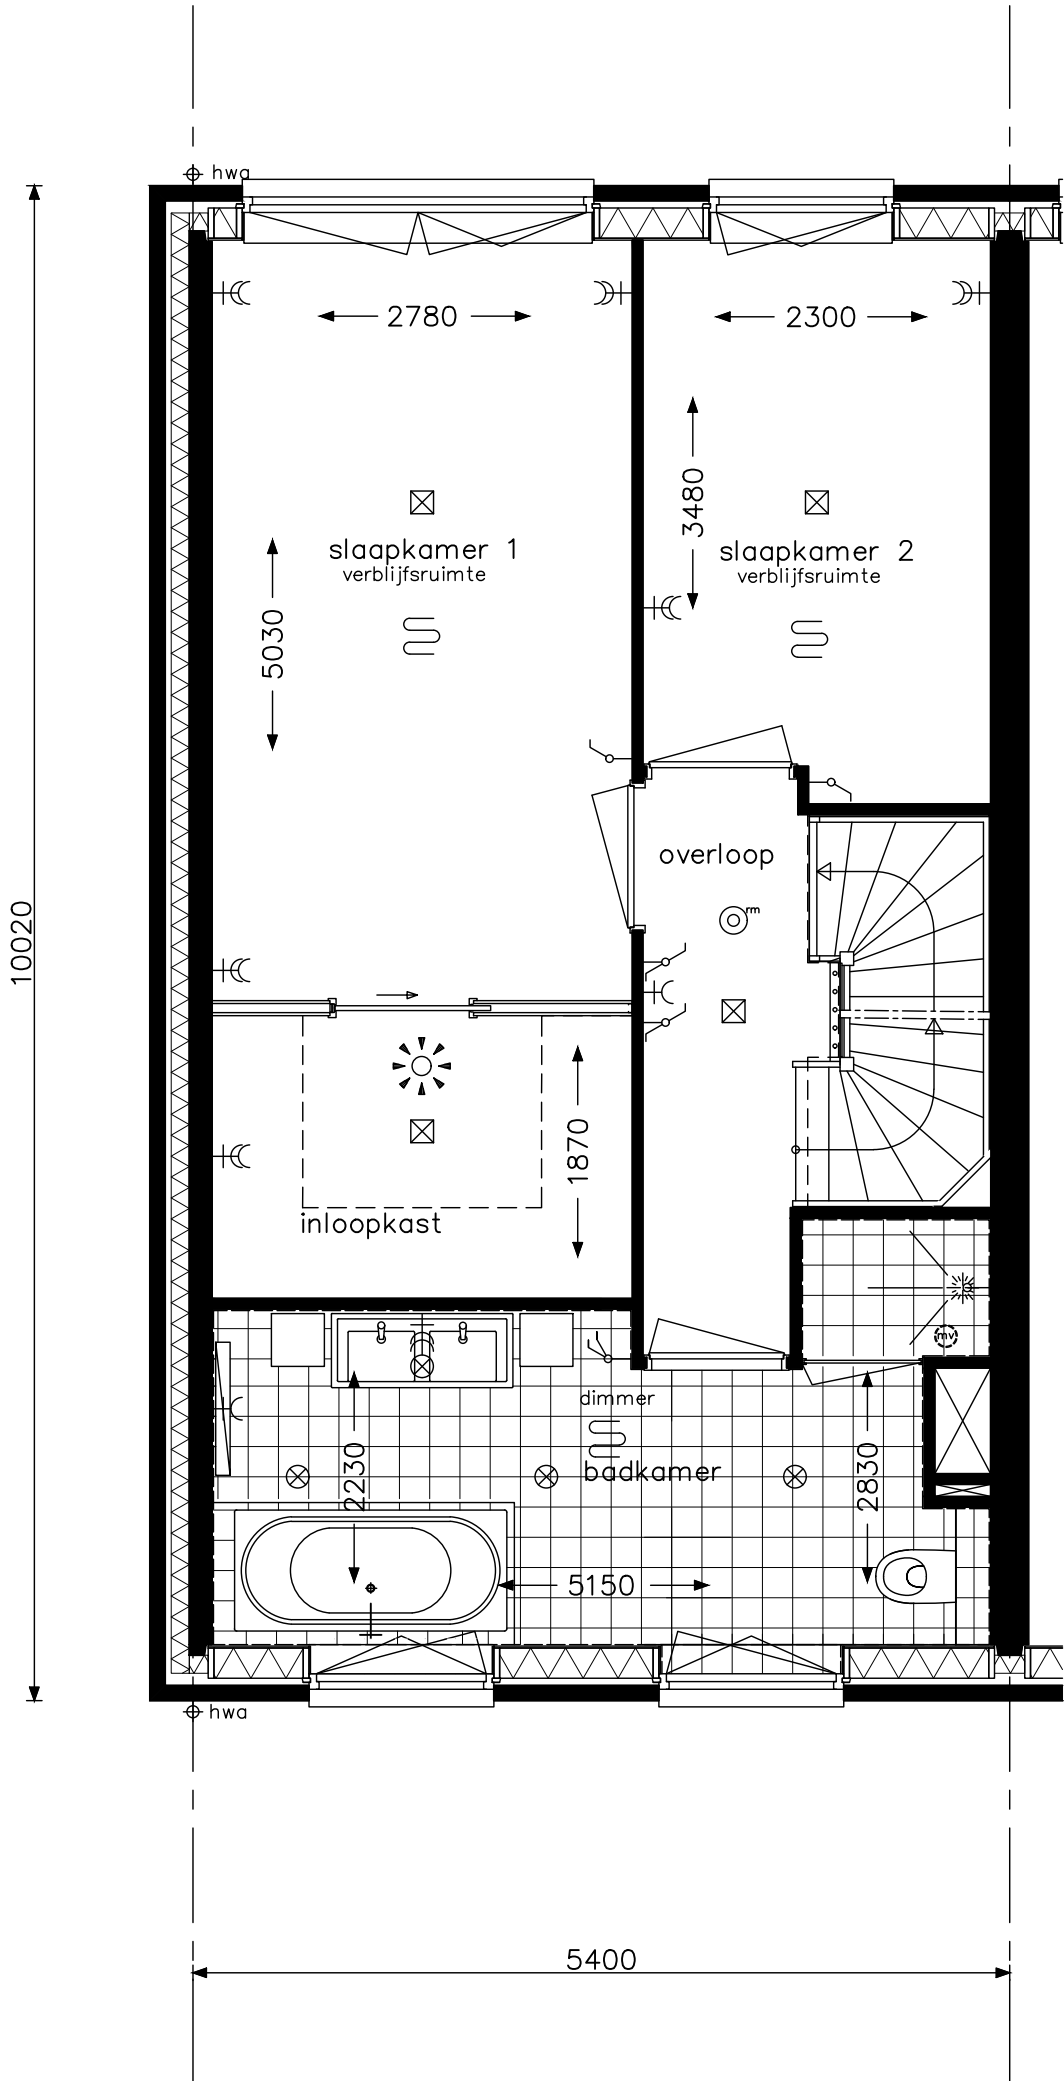 hwa
2780
2300
3480
slaapkamer 1
verblijfsruimte
slaapkamer 2
verblijfsruimte
5030
overloop
rm
10020
1870
inloopkast
mv
dimmer
badkamer
2230
2830
5150
hwa
5400